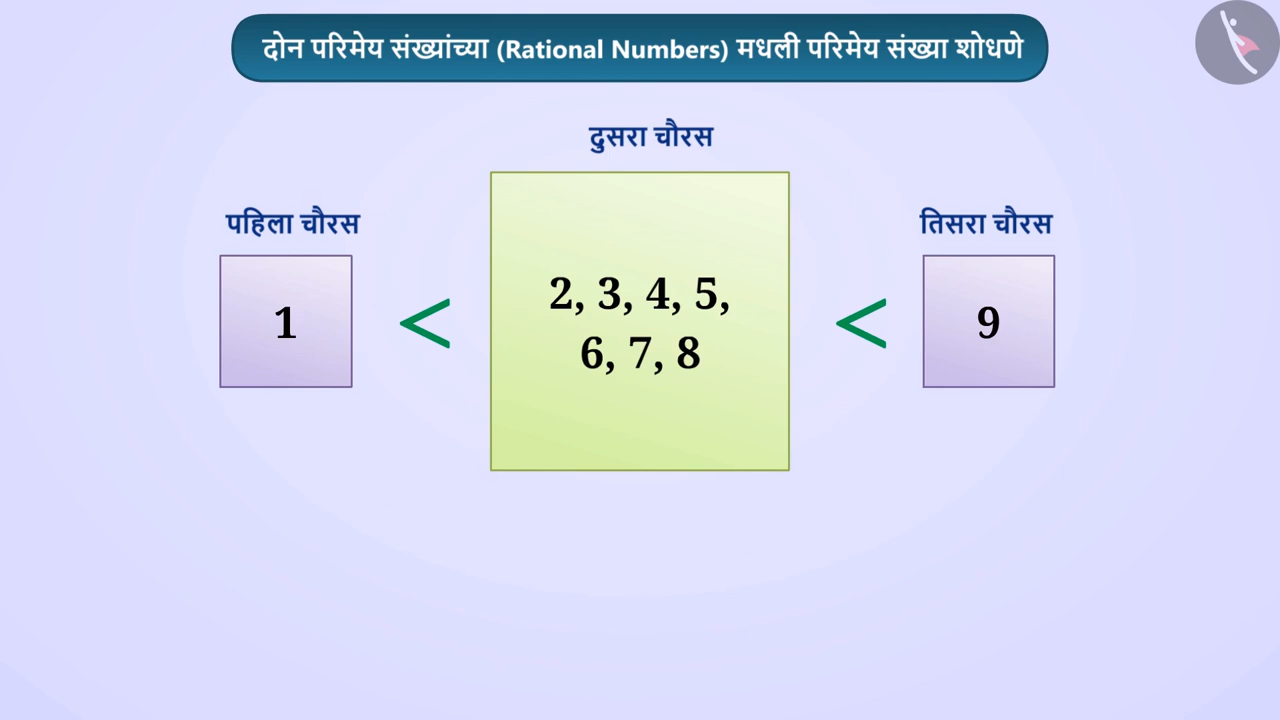 दोन परिमेय संख्यांच्या (Rational Numbers) मधली परिमेय संख्या शोधणे
दुसरा चौरस
पहिला चौरस
तिसरा चौरस
1
<
2, 3, 4, 5,
6, 7, 8
<
9